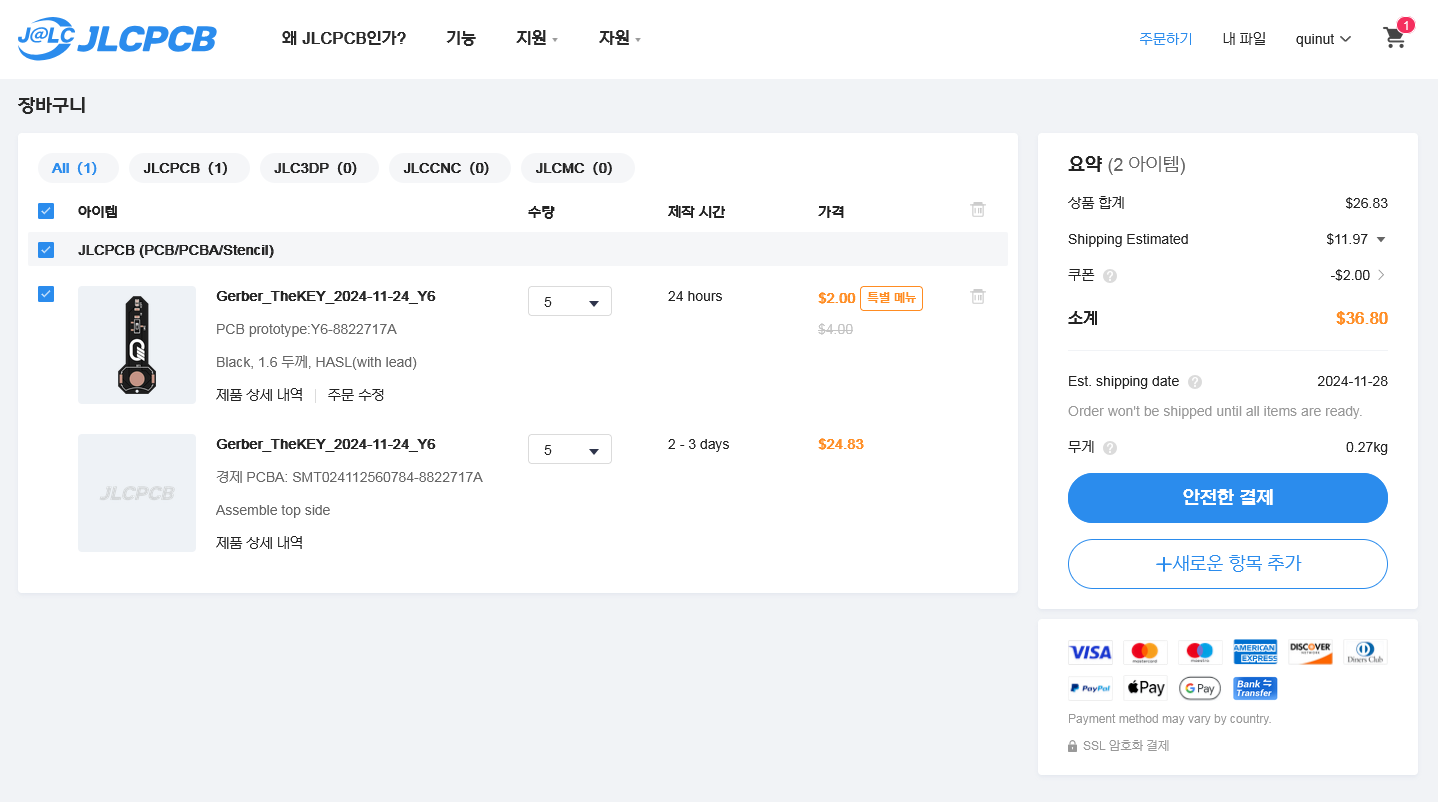 J@LC JLCPCB
왜 JLCPCB인가? 기능 지원 자원 주문하기 내 파일 quinut 1
장바구니
All (1) JLCPCB (1) JLC3DP (0) JLCCNC (0) JLCMC (0)
아이템 수량 제작 시간 가격
JLCPCB (PCB/PCBA/Stencil)
Gerber_TheKEY_2024-11-24_Y6 5 24 hours $2.00 특별 메뉴
PCB prototype:Y6-8822717A $4.00
Black, 1.6 두께, HASL(with lead)
제품 상세 내역 주문 수정
Gerber_TheKEY_2024-11-24_Y6 5 2 - 3 days $24.83
경제 PCBA: SMT024112560784-8822717A
JLCPCB
Assemble top side
제품 상세 내역
요약 (2 아이템)
상품 합계 $26.83
Shipping Estimated $11.97
쿠폰 ? -$2.00
소계 $36.80
Est. shipping date ? 2024-11-28
Order won't be shipped until all items are ready.
무게 ? 0.27kg
안전한 결제
+새로운 항목 추가
VISA mastercard maestro AMERICAN EXPRESS DISCOVER Diners Club
PayPal Pay G Pay Bank Transfer
Payment method may vary by country.
SSL 암호화 결제